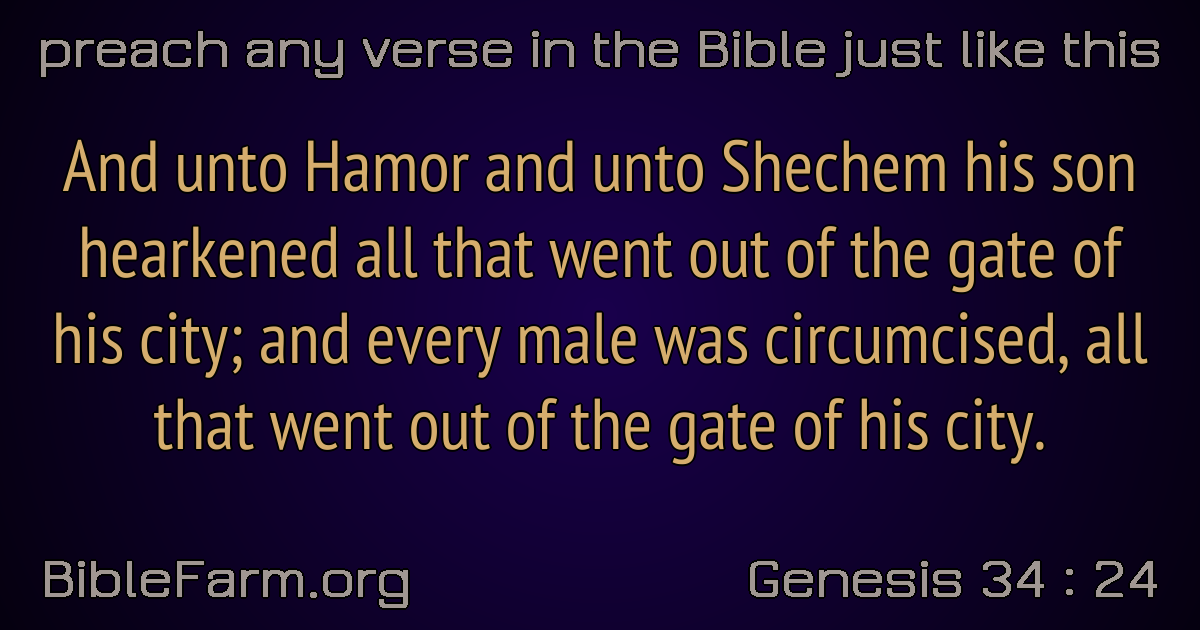 preach any verse in the Bible just like this
And unto Hamor and unto Shechem his son
hearkened all that went out of the gate of
his city; and every male was circumcised, all
that went out of the gate of his city.
BibleFarm.org
Genesis 34 : 24